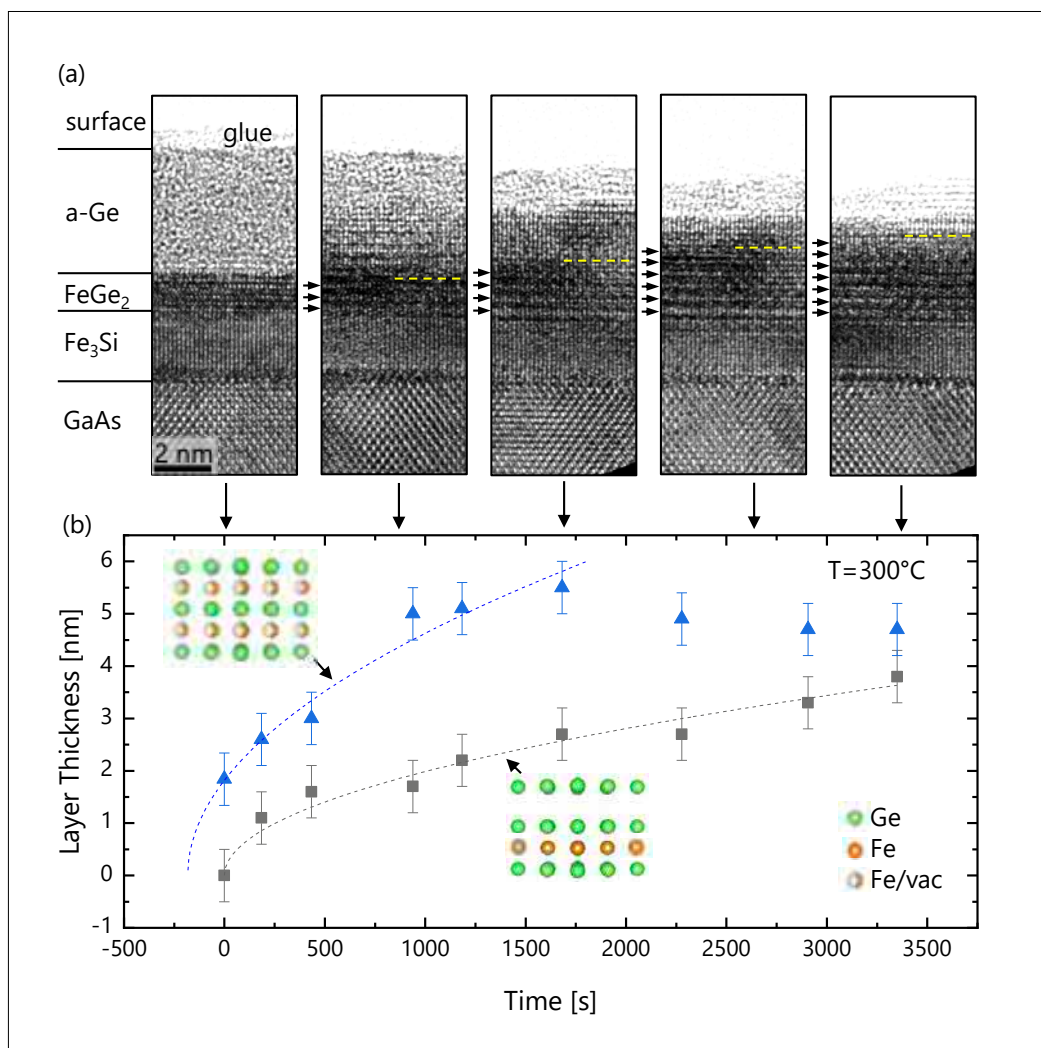 (a)
surface
glue
a-Ge
FeGe₂
Fe₃Si
GaAs
2 nm
(b)
T=300°C
6
5
4
3
2
1
0
-1
Layer Thickness [nm]
Ge
Fe
Fe/vac
-500 0 500 1000 1500 2000 2500 3000 3500
Time [s]